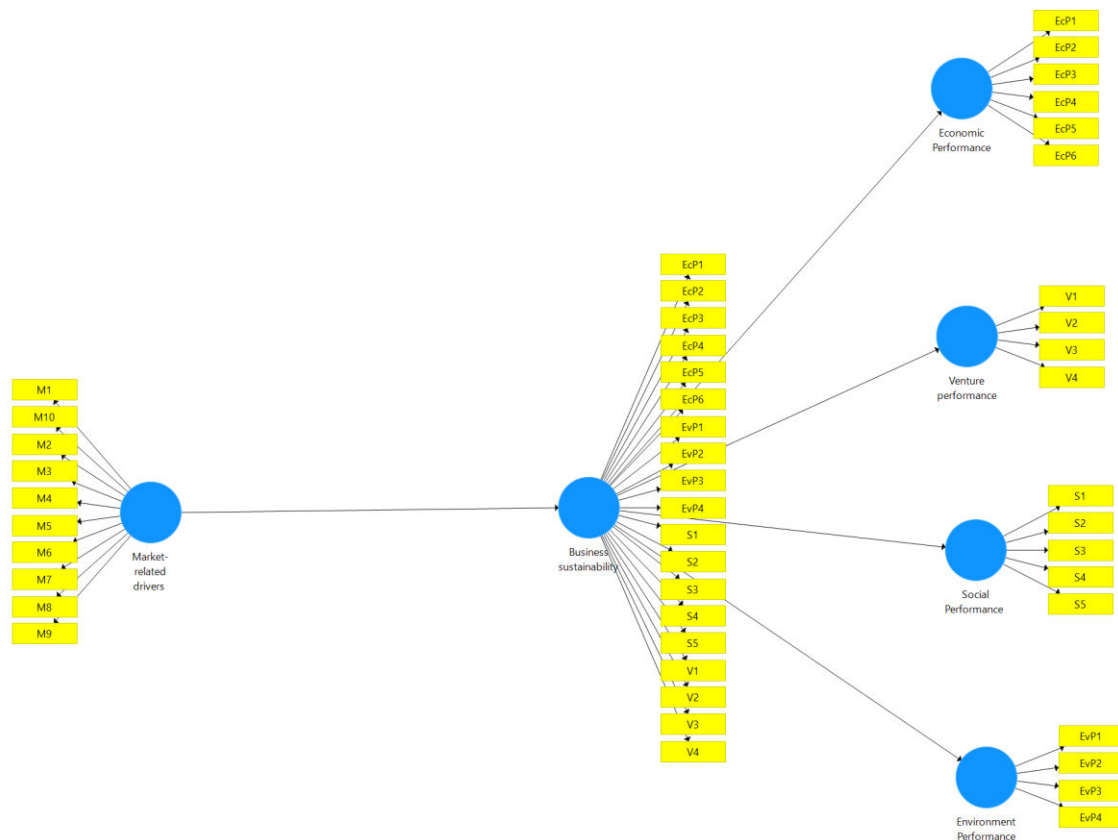 M1
M10
M2
M3
M4
M5
M6
M7
M8
M9
Market-
related
drivers
EcP1
EcP2
EcP3
EcP4
EcP5
EcP6
EvP1
EvP2
EvP3
EvP4
S1
S2
S3
S4
S5
V1
V2
V3
V4
Business
sustainability
EcP1
EcP2
EcP3
EcP4
EcP5
EcP6
Economic
Performance
V1
V2
V3
V4
Venture
performance
S1
S2
S3
S4
S5
Social
Performance
EvP1
EvP2
EvP3
EvP4
Environment
Performance